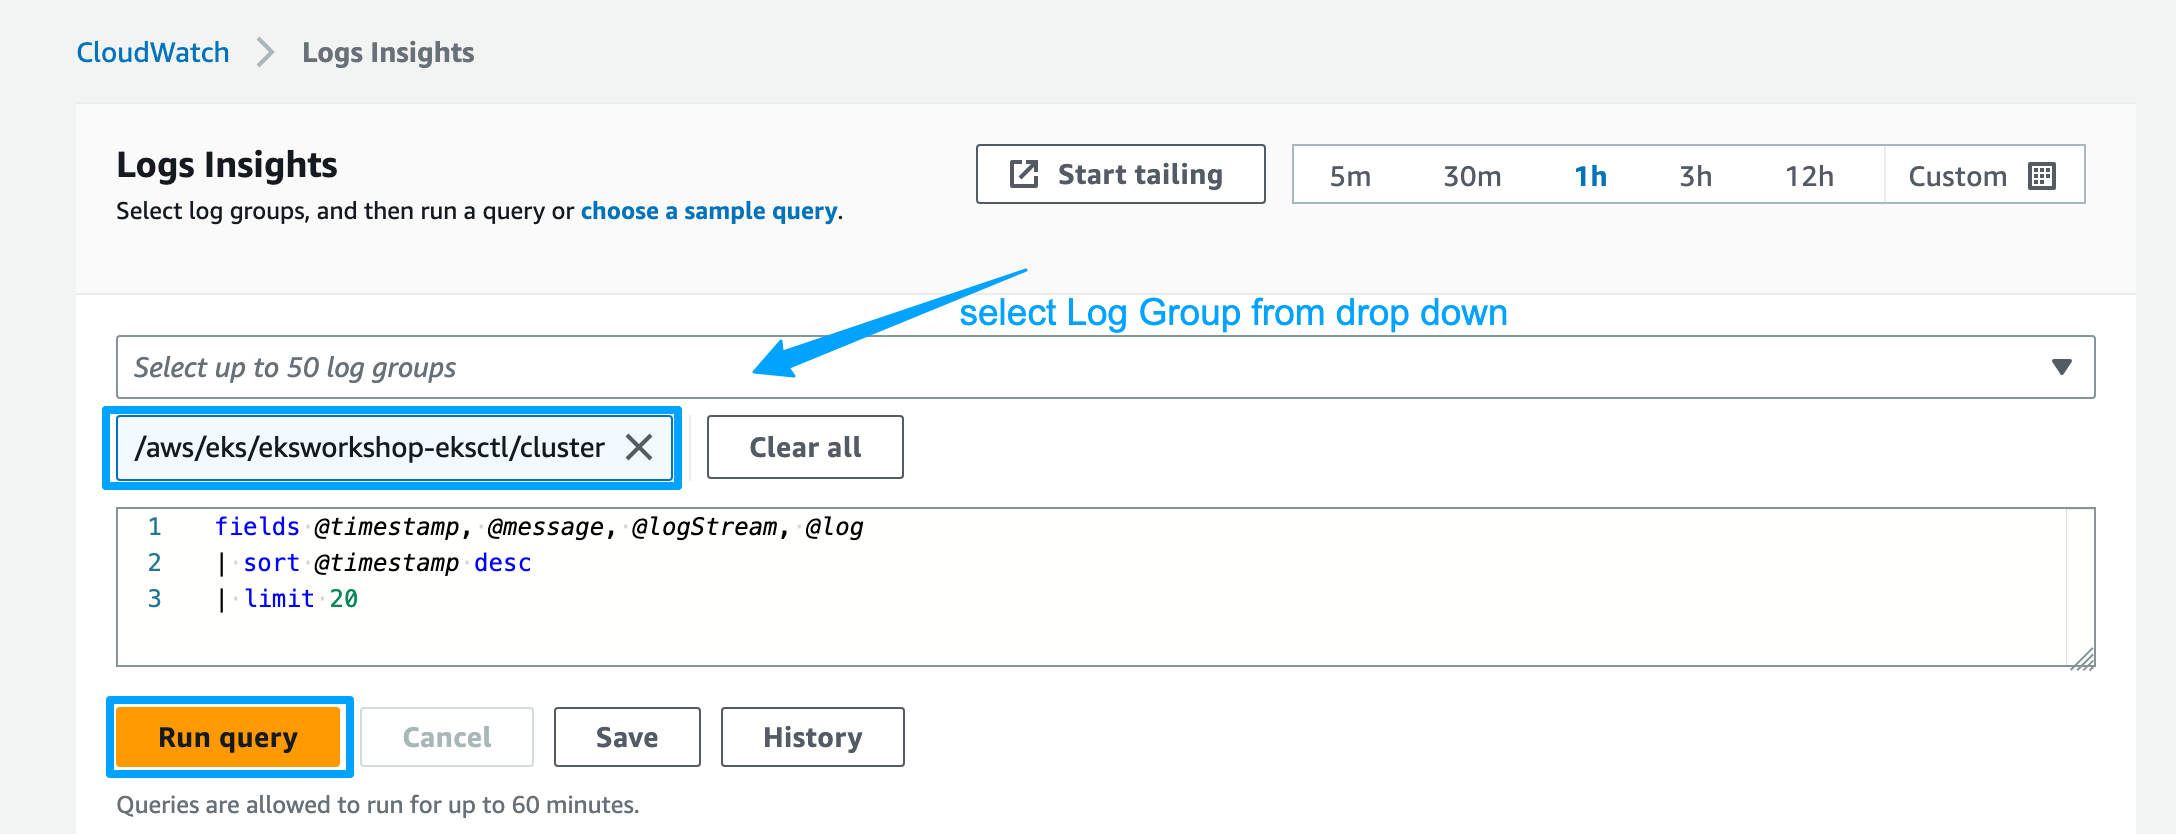 CloudWatch > Logs Insights
Logs Insights
Select log groups, and then run a query or choose a sample query.
Start tailing
5m 30m 1h 3h 12h Custom
select Log Group from drop down
Select up to 50 log groups
/aws/eks/eksworkshop-eksctl/cluster
Clear all
1 fields @timestamp, @message, @logStream, @log
2 | sort @timestamp desc
3 | limit 20
Run query Cancel Save History
Queries are allowed to run for up to 60 minutes.